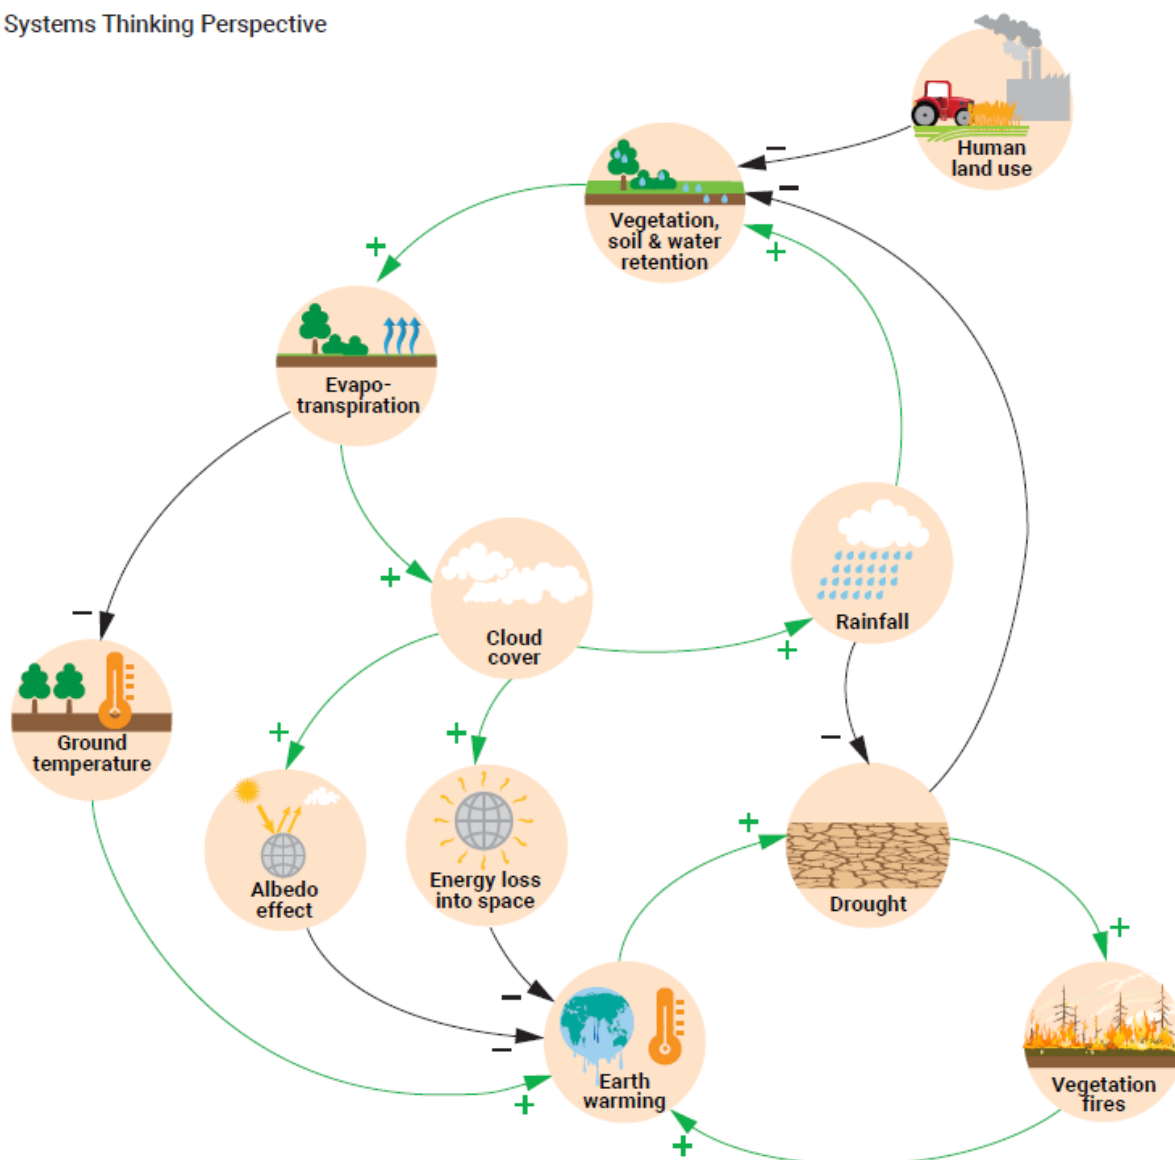 Systems Thinking Perspective
Human
land use
−
−
Vegetation,
soil & water
retention
+
+
Evapo-
transpiration
Rainfall
+
Cloud
cover
+
−
Ground
temperature
+
+
−
Albedo
effect
Energy loss
into space
+
Drought
+
−
−
Earth
warming
+
Vegetation
fires
+